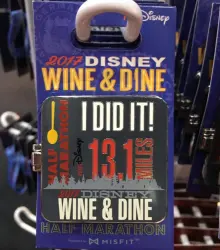 Disney
2017 DISNEY
WINE & DINE
I DID IT!
HALF MARATHON
Disney
13.1
MILES
2017 DISNEY
WINE & DINE
HALF MARATHON
MISFIT